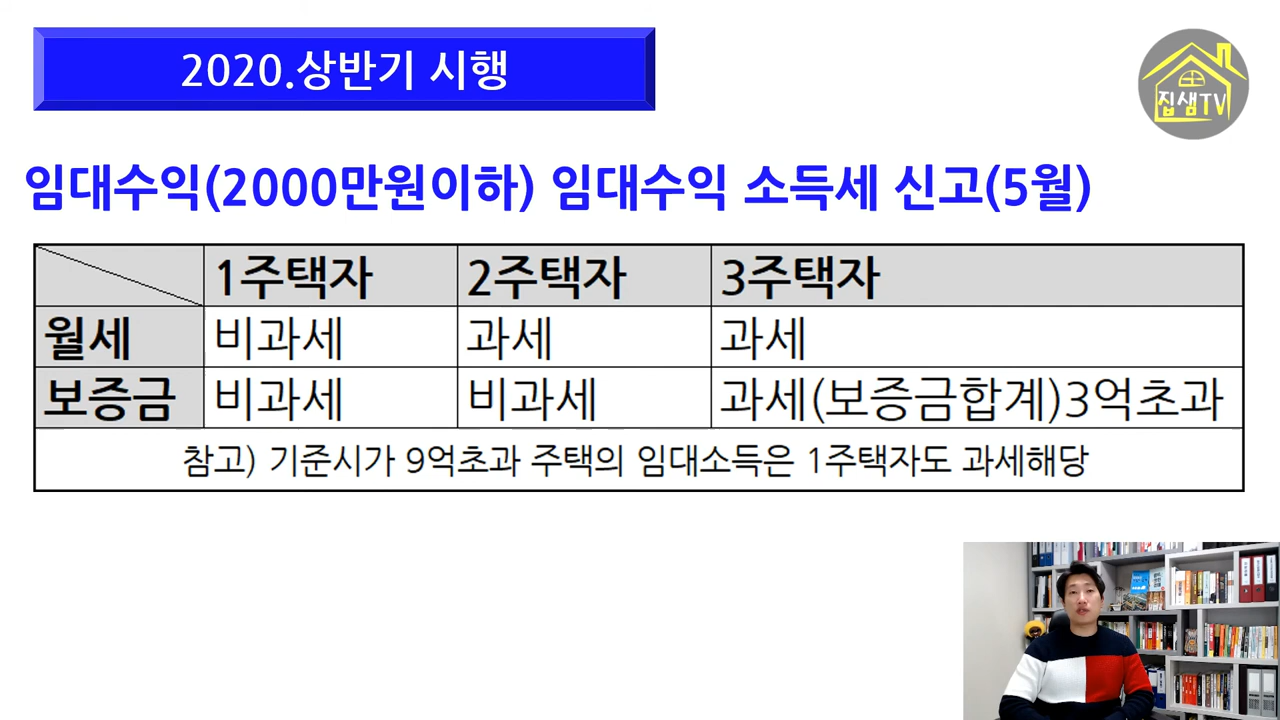 2020.상반기 시행
집샘TV
임대수익(2000만원이하) 임대수익 소득세 신고(5월)
1주택자 2주택자 3주택자
월세 비과세 과세 과세
보증금 비과세 비과세 과세(보증금합계)3억초과
참고) 기준시가 9억초과 주택의 임대소득은 1주택자도 과세해당